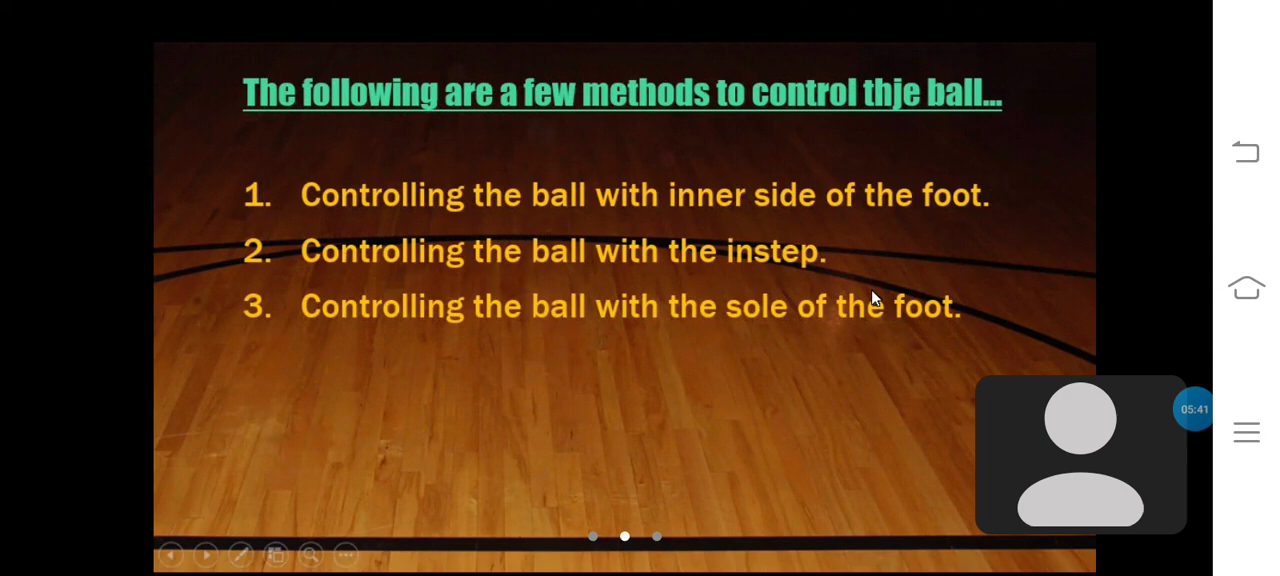 The following are a few methods to control thje ball...
1. Controlling the ball with inner side of the foot.
2. Controlling the ball with the instep.
3. Controlling the ball with the sole of the foot.
05:41